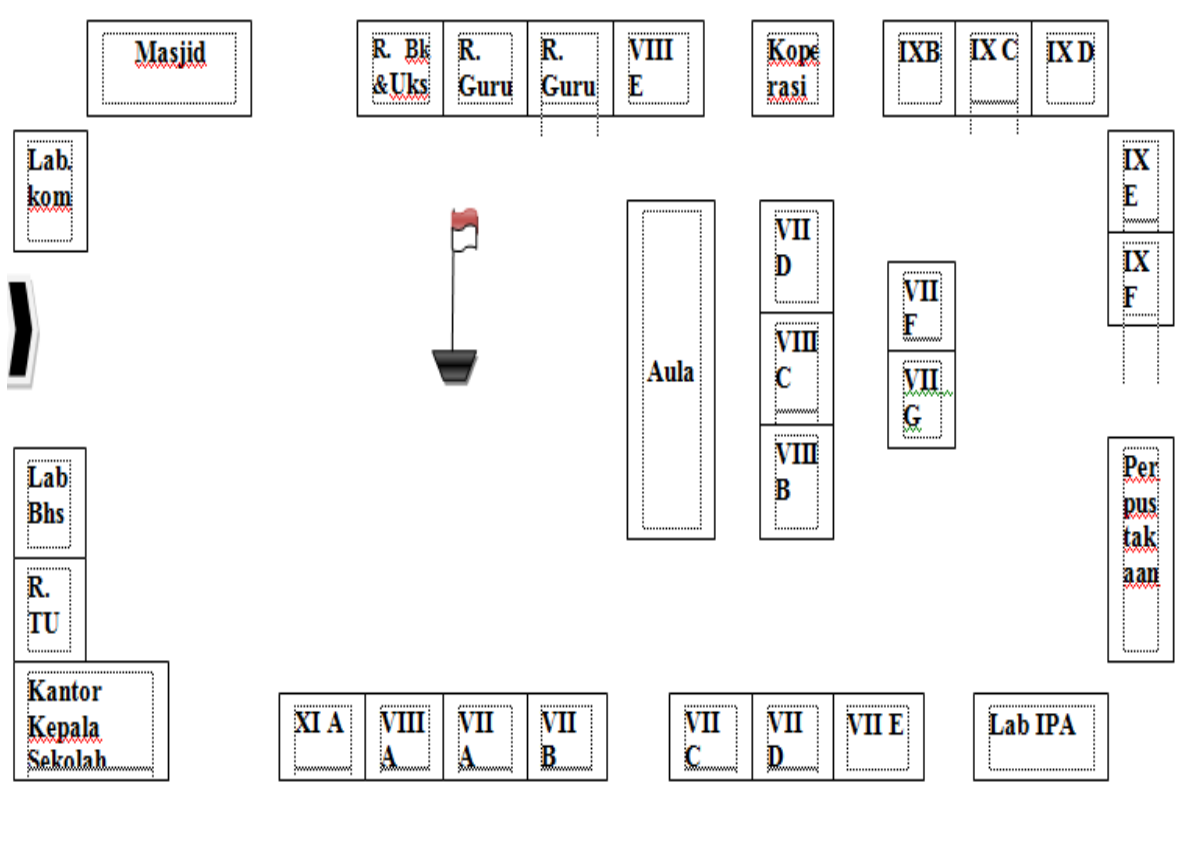 Masjid
R. Bk
&Uks
R.
Guru
R.
Guru
VIII
E
Kope
rasi
IXB
IX C
IX D
Lab.
kom
IX
E
IX
F
Aula
VII
D
VIII
C
VIII
B
VII
F
VII
G
Lab
Bhs
R.
TU
Kantor
Kepala
Sekolah
Per
pus
tak
aan
XI A
VIII
A
VII
A
VII
B
VII
C
VII
D
VII E
Lab IPA